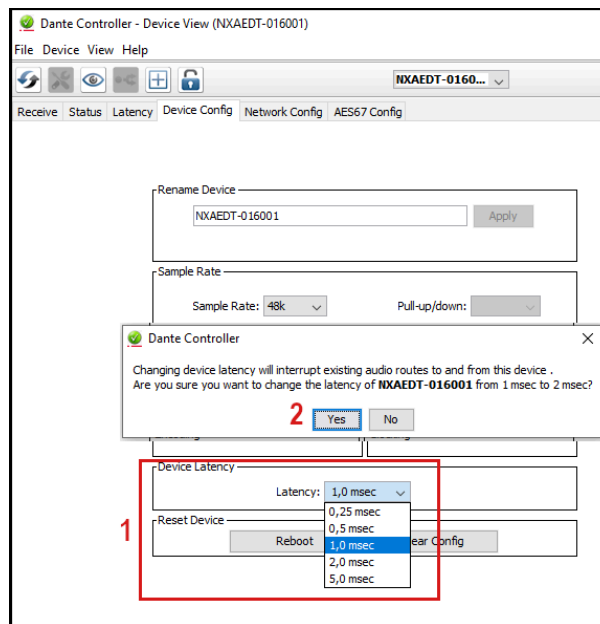 Dante Controller - Device View (NXAEDT-016001)
File Device View Help
NXAEDT-0160...
Receive Status Latency Device Config Network Config AES67 Config
Rename Device
NXAEDT-016001 Apply
Sample Rate
Sample Rate: 48k Pull-up/down:
Dante Controller
Changing device latency will interrupt existing audio routes to and from this device .
Are you sure you want to change the latency of NXAEDT-016001 from 1 msec to 2 msec?
2 Yes No
Device Latency
Latency: 1,0 msec
1
Reset Device
Reboot ear Config
0,25 msec
0,5 msec
1,0 msec
2,0 msec
5,0 msec